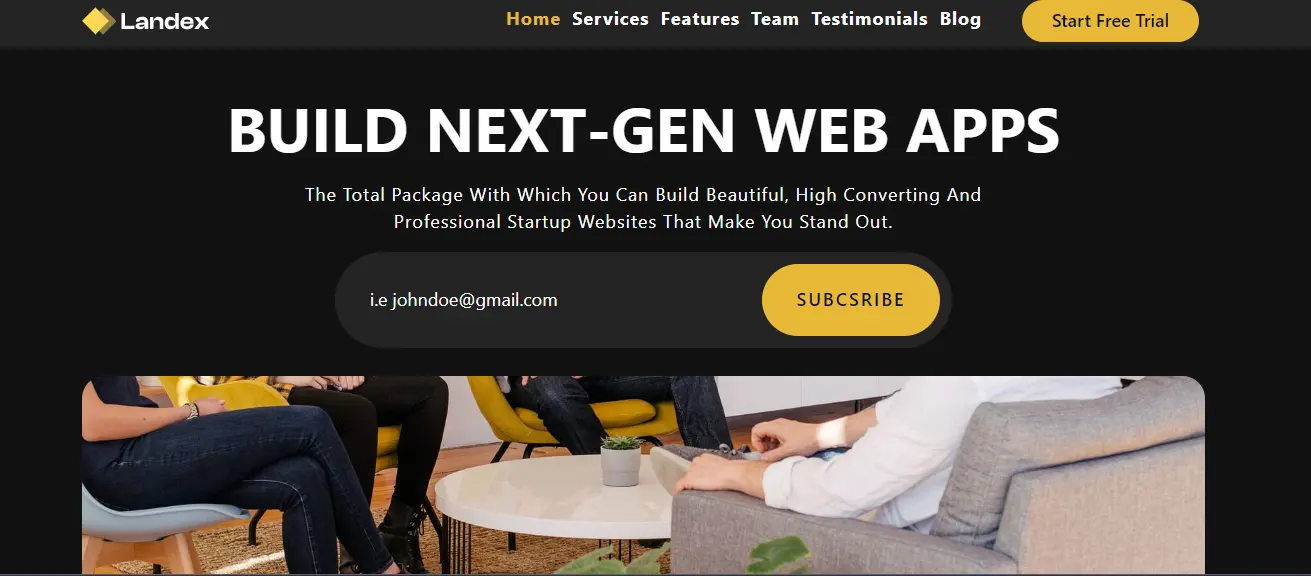 Landex
Home Services Features Team Testimonials Blog
Start Free Trial
BUILD NEXT-GEN WEB APPS
The Total Package With Which You Can Build Beautiful, High Converting And
Professional Startup Websites That Make You Stand Out.
i.e johndoe@gmail.com
SUBCSRIBE